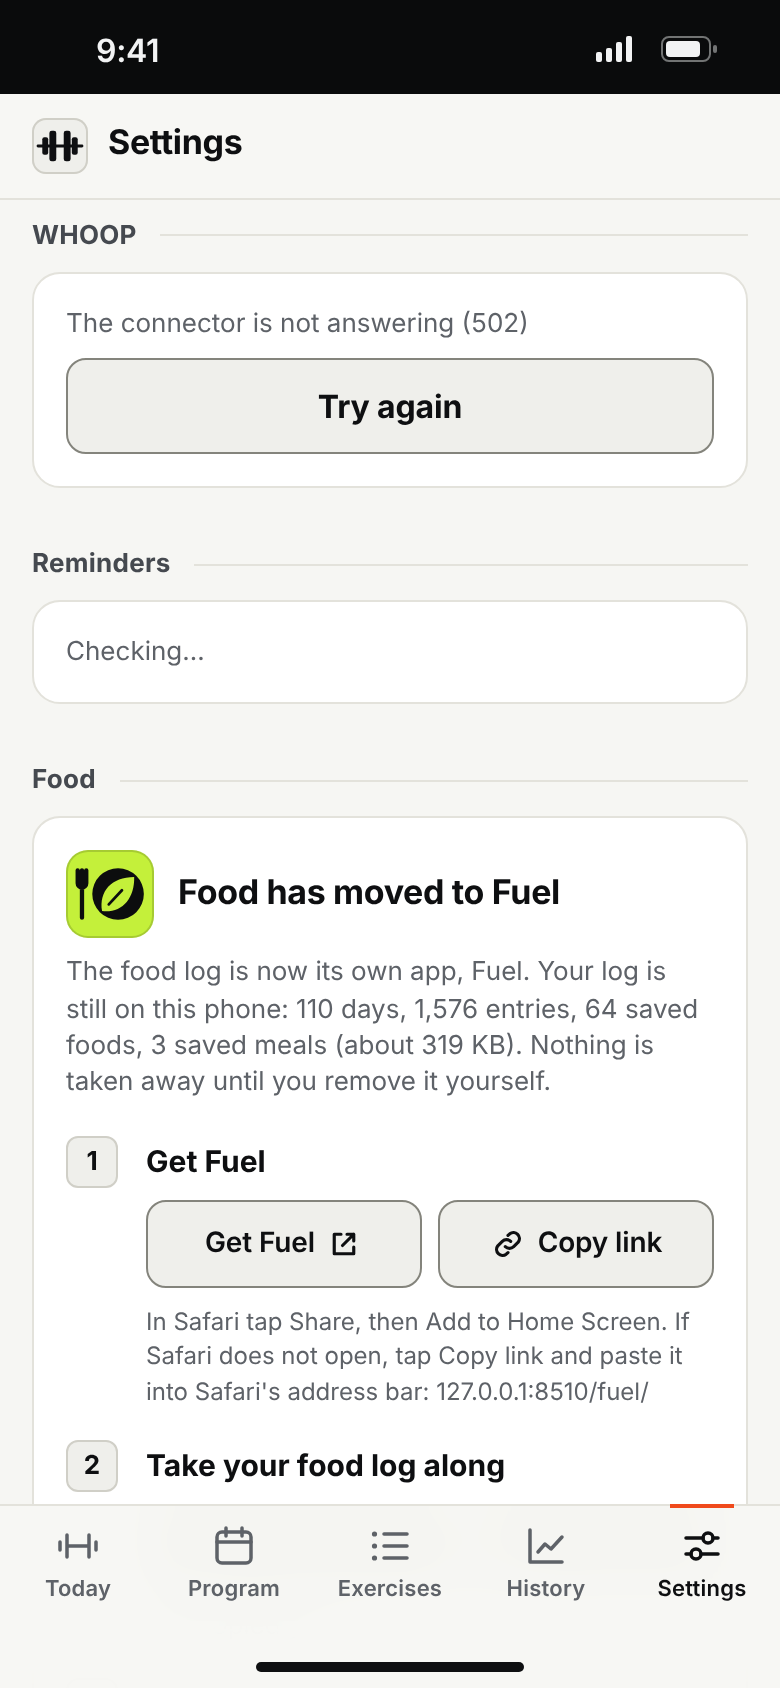 9:41
Settings
WHOOP
The connector is not answering (502)
Try again
Reminders
Checking...
Food
Food has moved to Fuel
The food log is now its own app, Fuel. Your log is
still on this phone: 110 days, 1,576 entries, 64 saved
foods, 3 saved meals (about 319 KB). Nothing is
taken away until you remove it yourself.
1
Get Fuel
Get Fuel
Copy link
In Safari tap Share, then Add to Home Screen. If
Safari does not open, tap Copy link and paste it
into Safari's address bar: 127.0.0.1:8510/fuel/
2
Take your food log along
Today
Program
Exercises
History
Settings